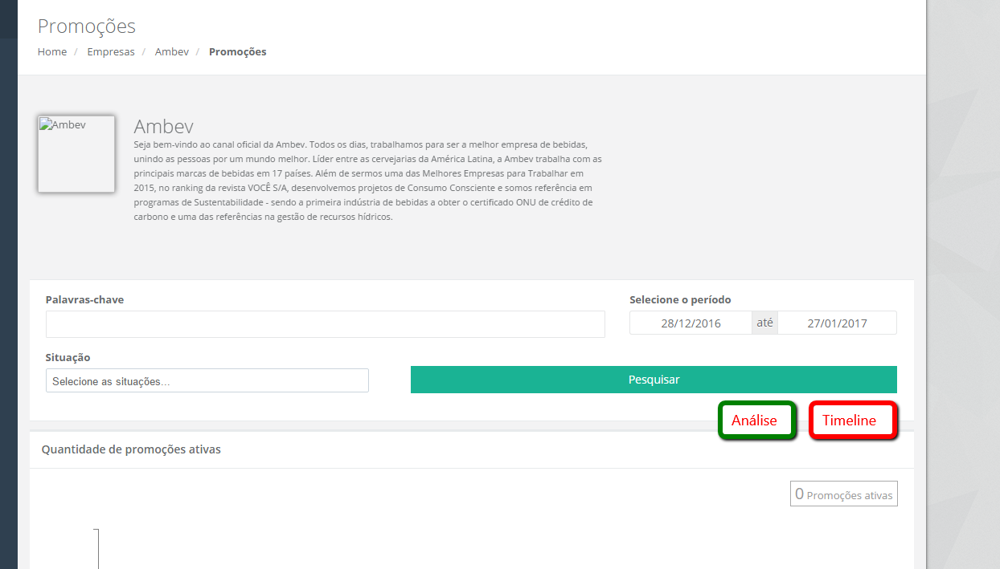 Promoções
Home / Empresas / Ambev / Promoções
Ambev
Ambev
Seja bem-vindo ao canal oficial da Ambev. Todos os dias, trabalhamos para ser a melhor empresa de bebidas,
unindo as pessoas por um mundo melhor. Líder entre as cervejarias da América Latina, a Ambev trabalha com as
principais marcas de bebidas em 17 países. Além de sermos uma das Melhores Empresas para Trabalhar em
2015, no ranking da revista VOCÊ S/A, desenvolvemos projetos de Consumo Consciente e somos referência em
programas de Sustentabilidade - sendo a primeira indústria de bebidas a obter o certificado ONU de crédito de
carbono e uma das referências na gestão de recursos hídricos.
Palavras-chave
Selecione o período
28/12/2016 até 27/01/2017
Situação
Selecione as situações...
Pesquisar
Análise
Timeline
Quantidade de promoções ativas
0 Promoções ativas